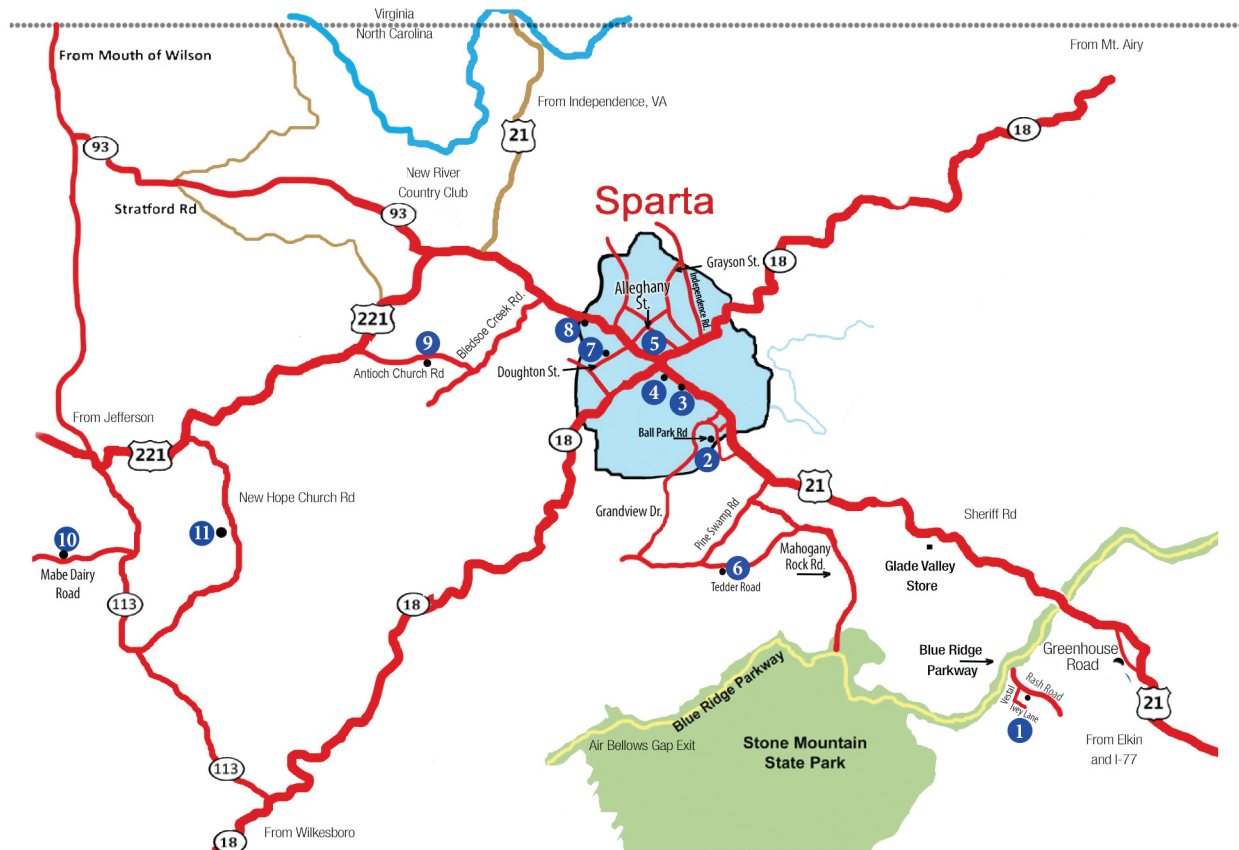 Virginia
North Carolina
From Mouth of Wilson
From Mt. Airy
From Independence, VA
21
18
93
New River
Country Club
Stratford Rd
93
Sparta
Grayson St.
18
Alleghany
St.
Independence Rd.
221
Bledsoe Creek Rd.
8
5
7
9
Antioch Church Rd
Doughton St.
4
3
From Jefferson
221
18
Ball Park Rd
2
21
New Hope Church Rd
Grandview Dr.
Pine Swamp Rd
Sheriff Rd
10
11
Mabe Dairy
Road
Mahogany
Rock Rd.
6
Tedder Road
Glade Valley
Store
113
18
Blue Ridge
Parkway
Greenhouse
Road
Blue Ridge Parkway
Rash Road
Vestal
Ivey Lane
1
21
Air Bellows Gap Exit
Stone Mountain
State Park
From Elkin
and I-77
113
From Wilkesboro
18